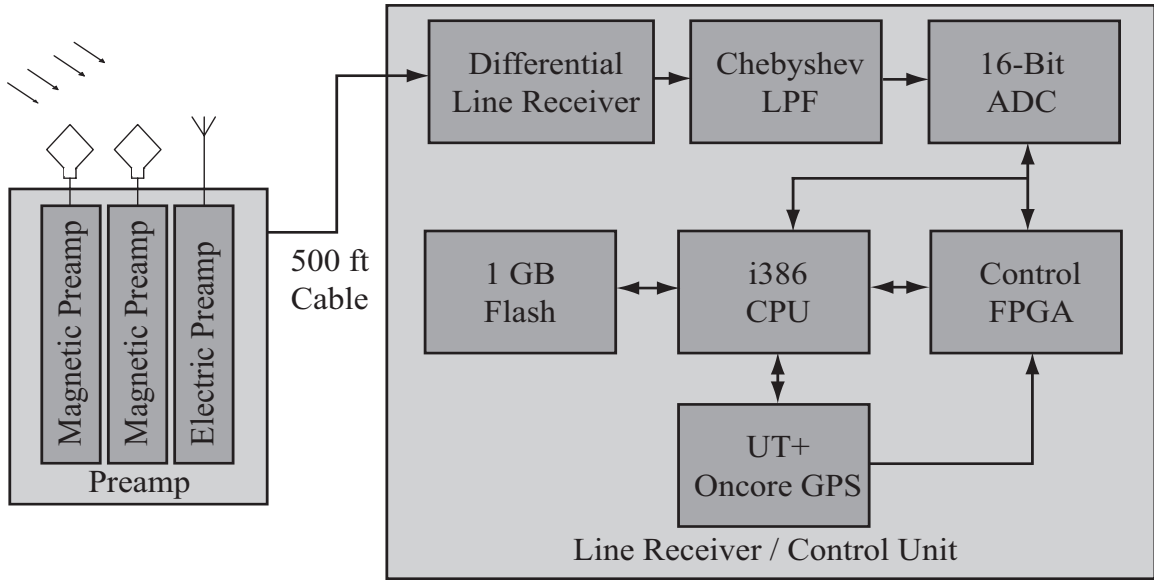 Differential
Line Receiver
Chebyshev
LPF
16-Bit
ADC
500 ft
Cable
Magnetic Preamp
Magnetic Preamp
Electric Preamp
Preamp
1 GB
Flash
i386
CPU
Control
FPGA
UT+
Oncore GPS
Line Receiver / Control Unit